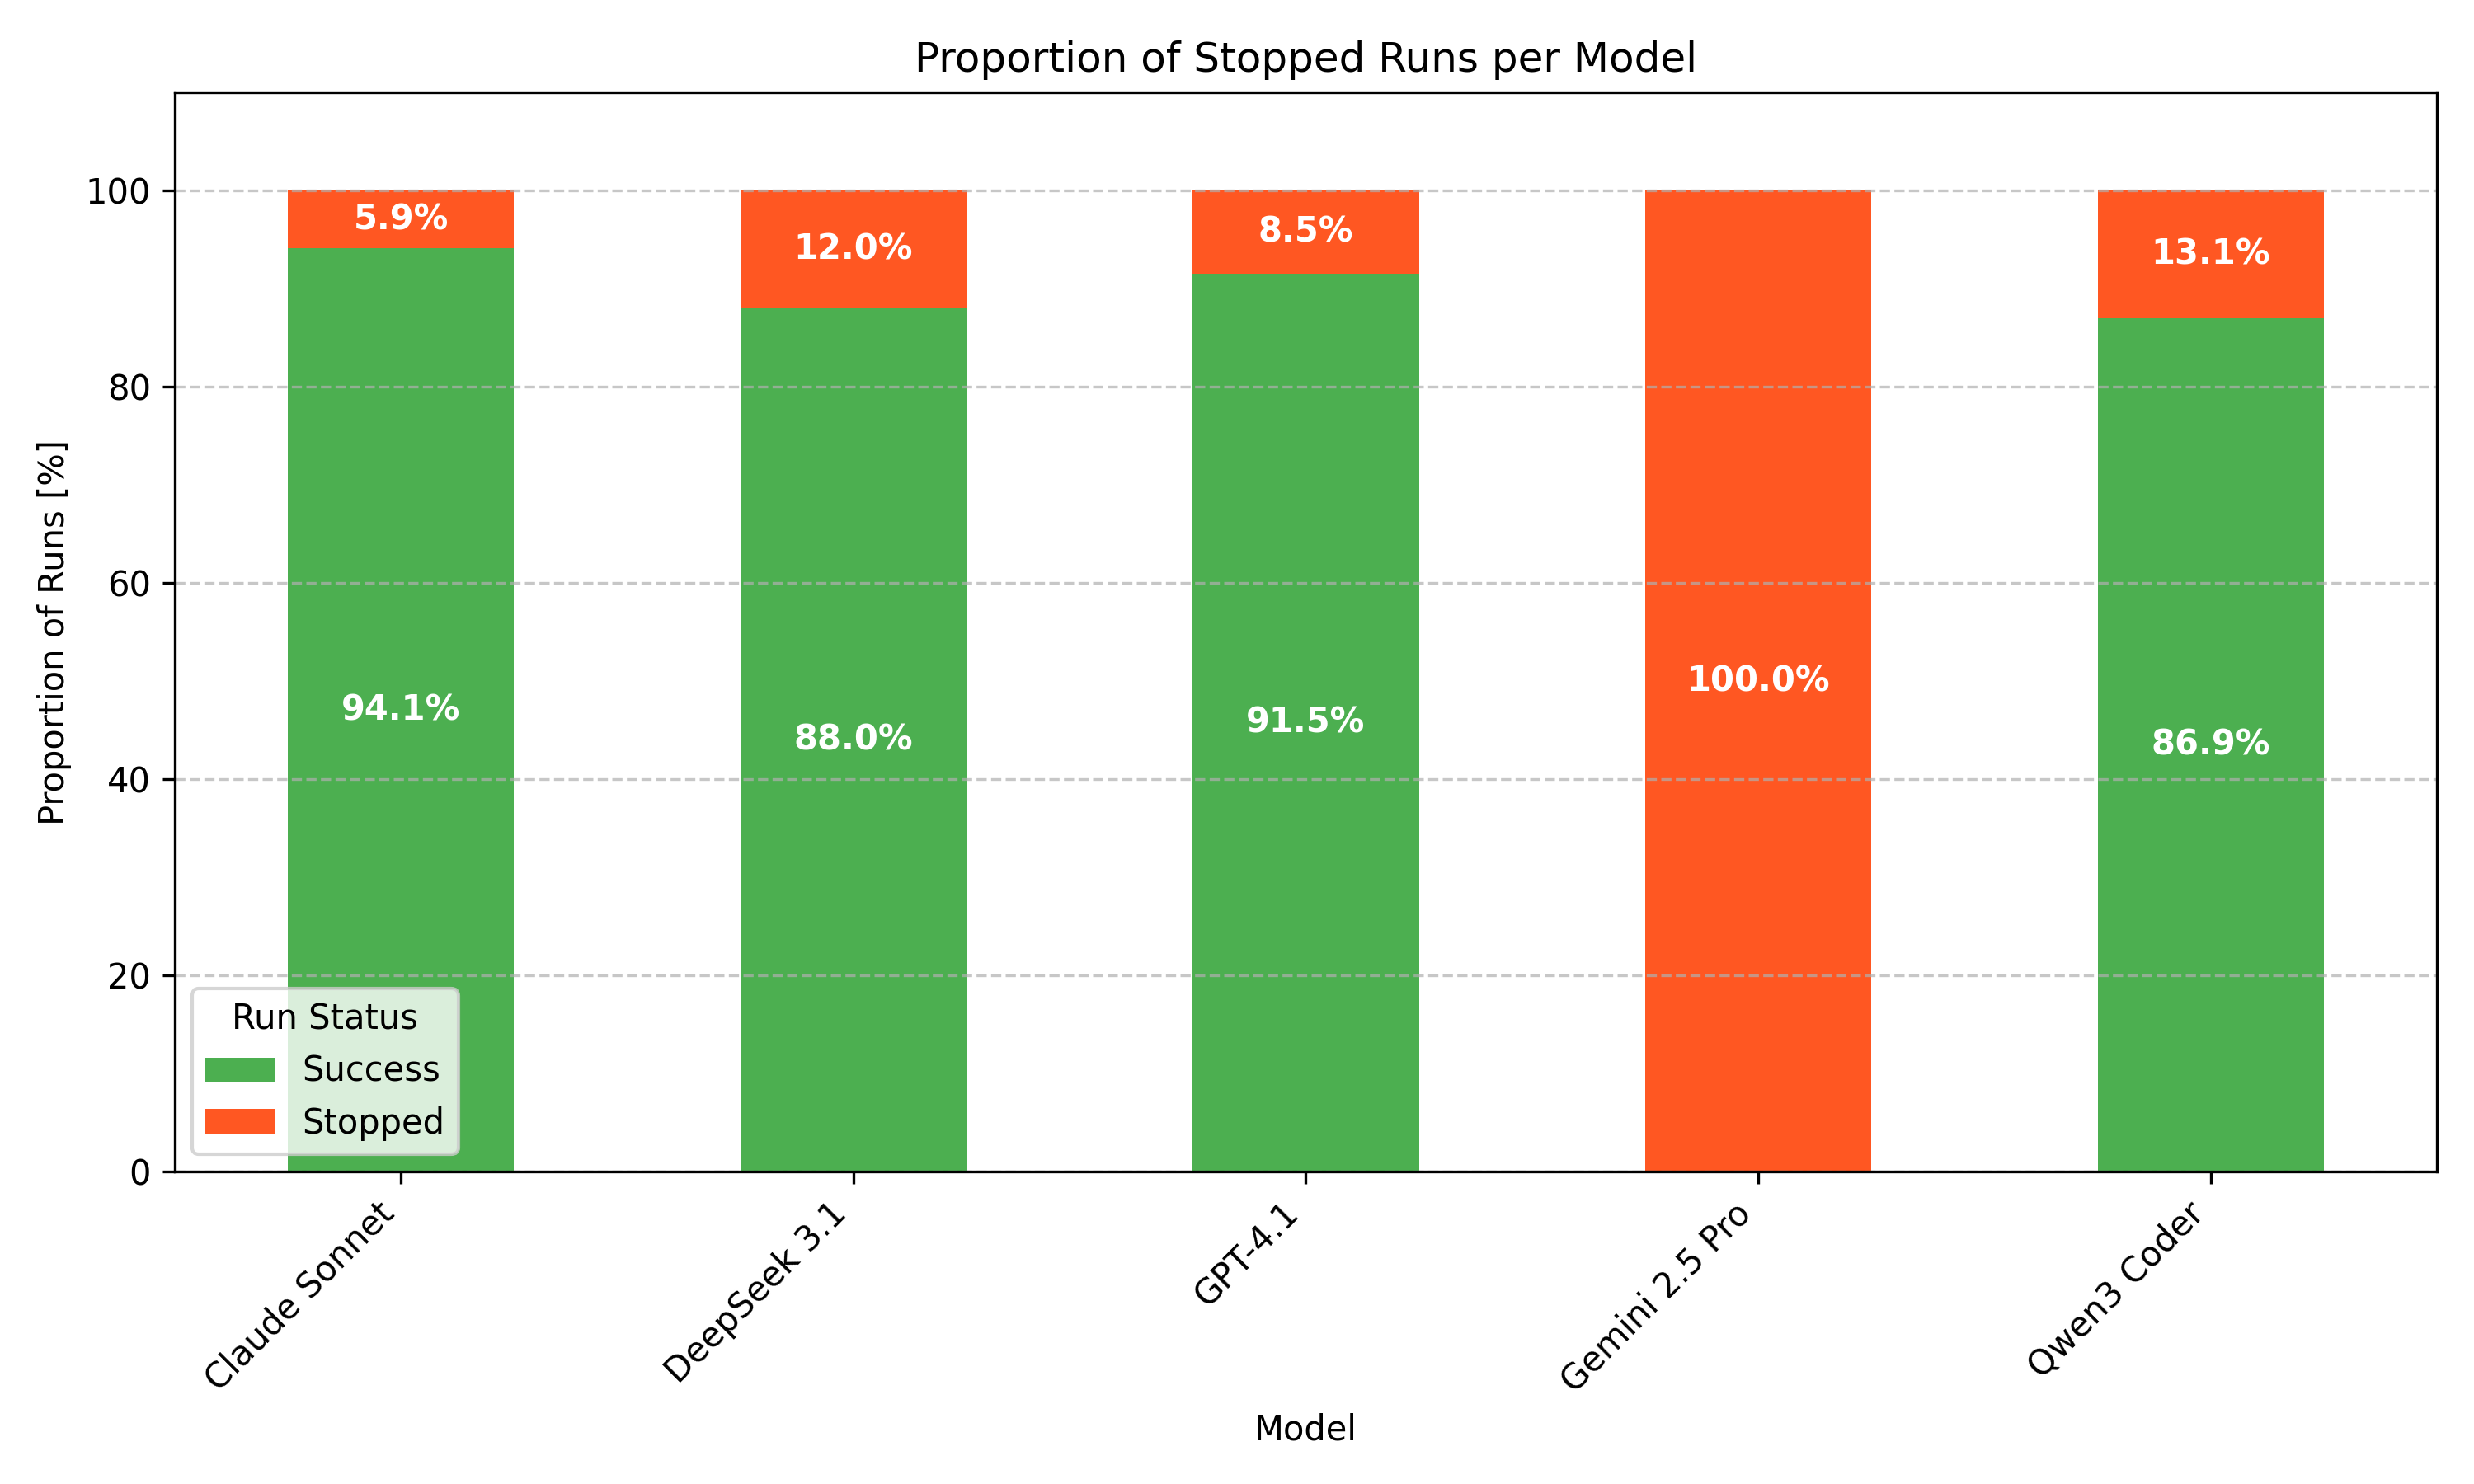 Proportion of Stopped Runs per Model
Proportion of Runs [%]
100
80
60
40
20
0
5.9%
12.0%
8.5%
13.1%
94.1%
88.0%
91.5%
100.0%
86.9%
Run Status
Success
Stopped
Claude Sonnet
DeepSeek 3.1
GPT-4.1
Gemini 2.5 Pro
Qwen3 Coder
Model